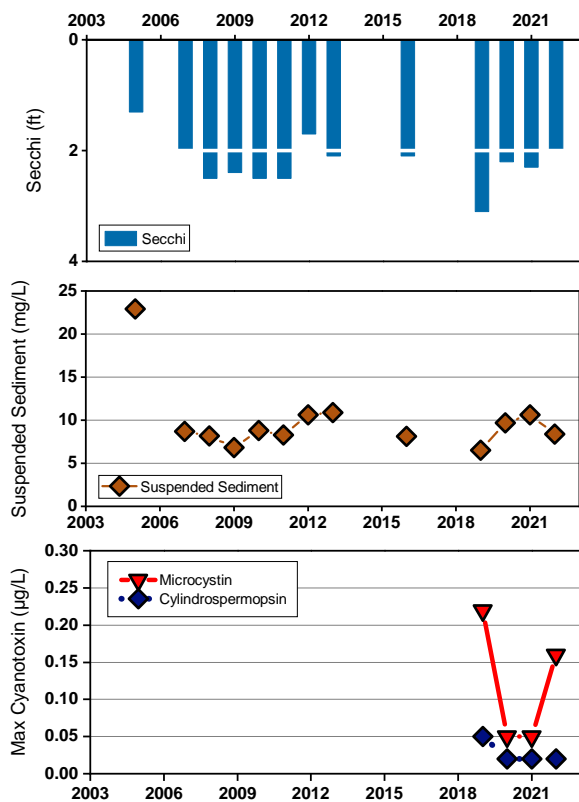 2003 2006 2009 2012 2015 2018 2021
0
2
4
Secchi (ft)
Secchi
25
20
15
10
5
0
Suspended Sediment (mg/L)
Suspended Sediment
2003 2006 2009 2012 2015 2018 2021
0.30
0.25
0.20
0.15
0.10
0.05
0.00
Max Cyanotoxin (µg/L)
Microcystin
Cylindrospermopsin
2003 2006 2009 2012 2015 2018 2021